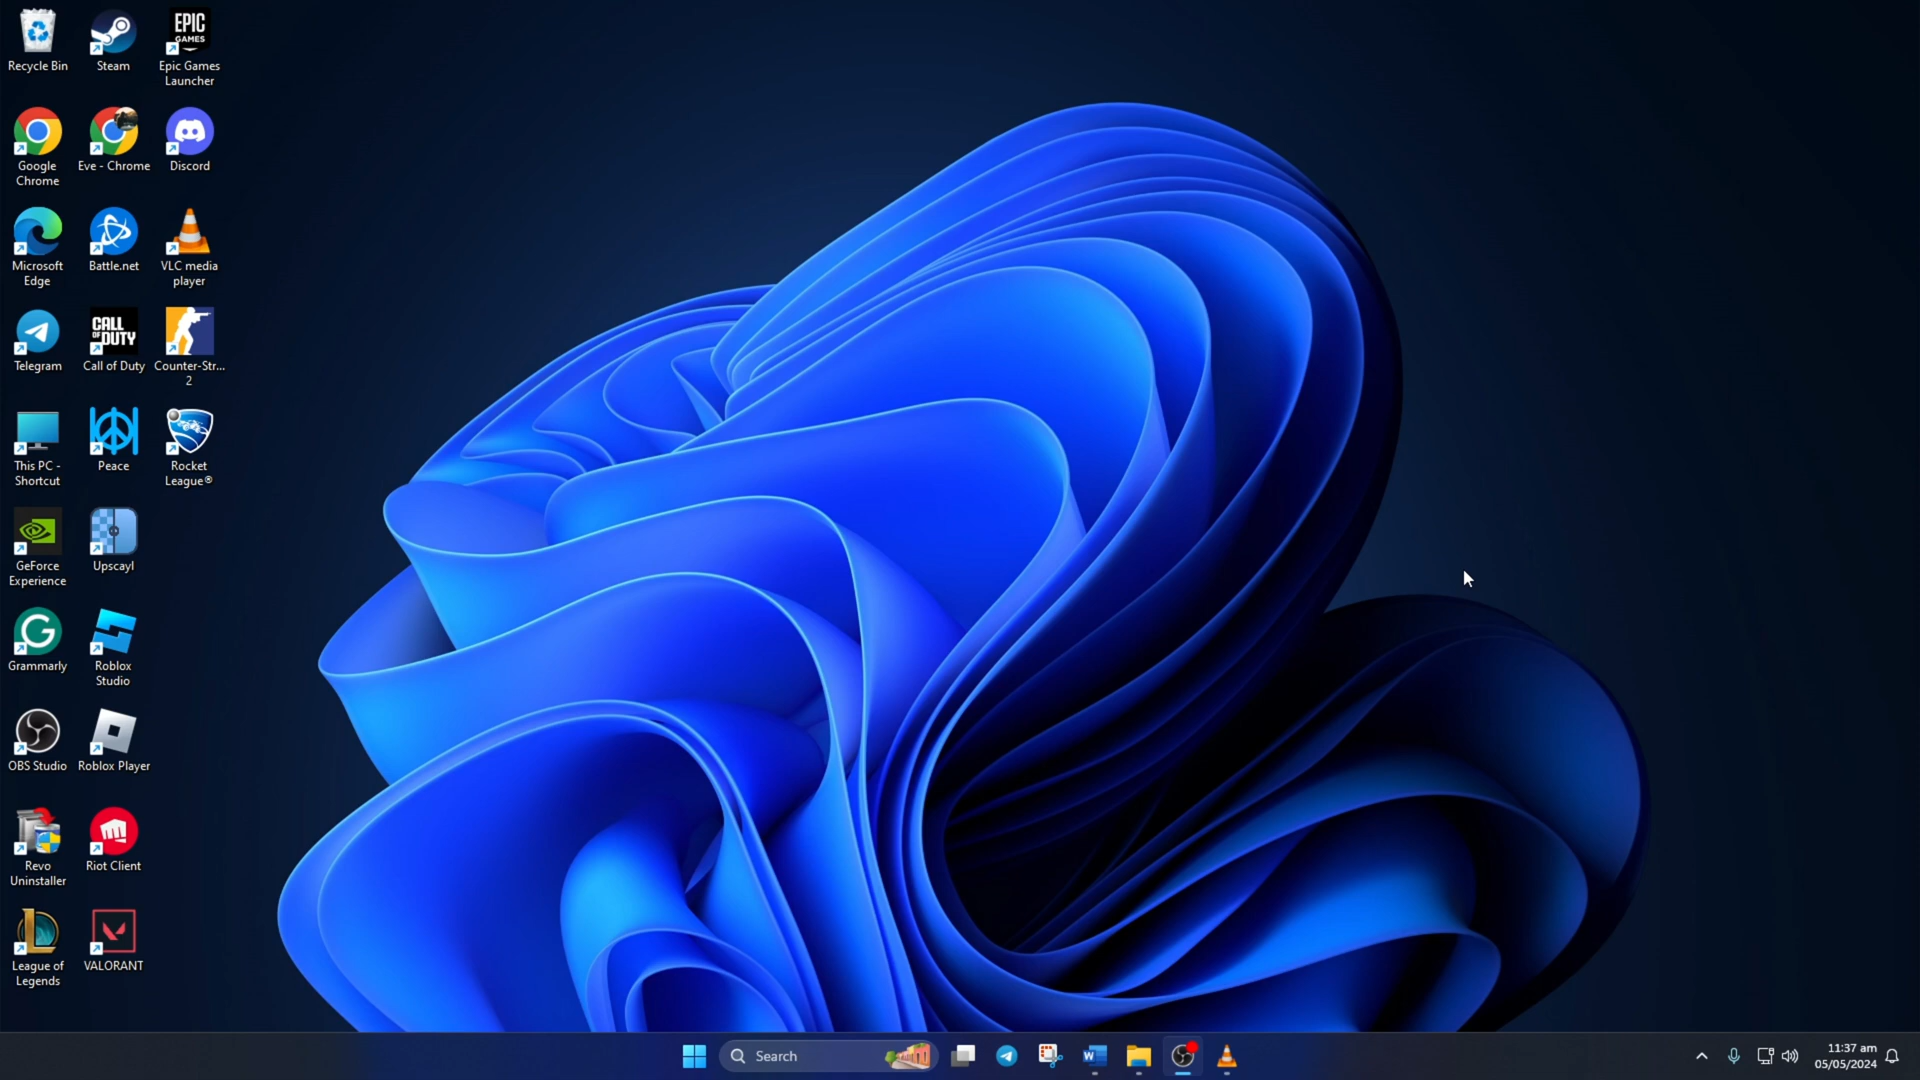 Recycle Bin
Steam
EPIC
GAMES
Epic Games
Launcher
Google
Chrome
Eve - Chrome
Discord
Microsoft
Edge
Battle.net
VLC media
player
Telegram
CALL
OF DUTY
Call of Duty
Counter-Str...
2
This PC -
Shortcut
Peace
Rocket
League®
GeForce
Experience
Upscayl
Grammarly
Roblox
Studio
OBS Studio
Roblox Player
Revo
Uninstaller
Riot Client
League of
Legends
VALORANT
Search
11:37 am
05/05/2024